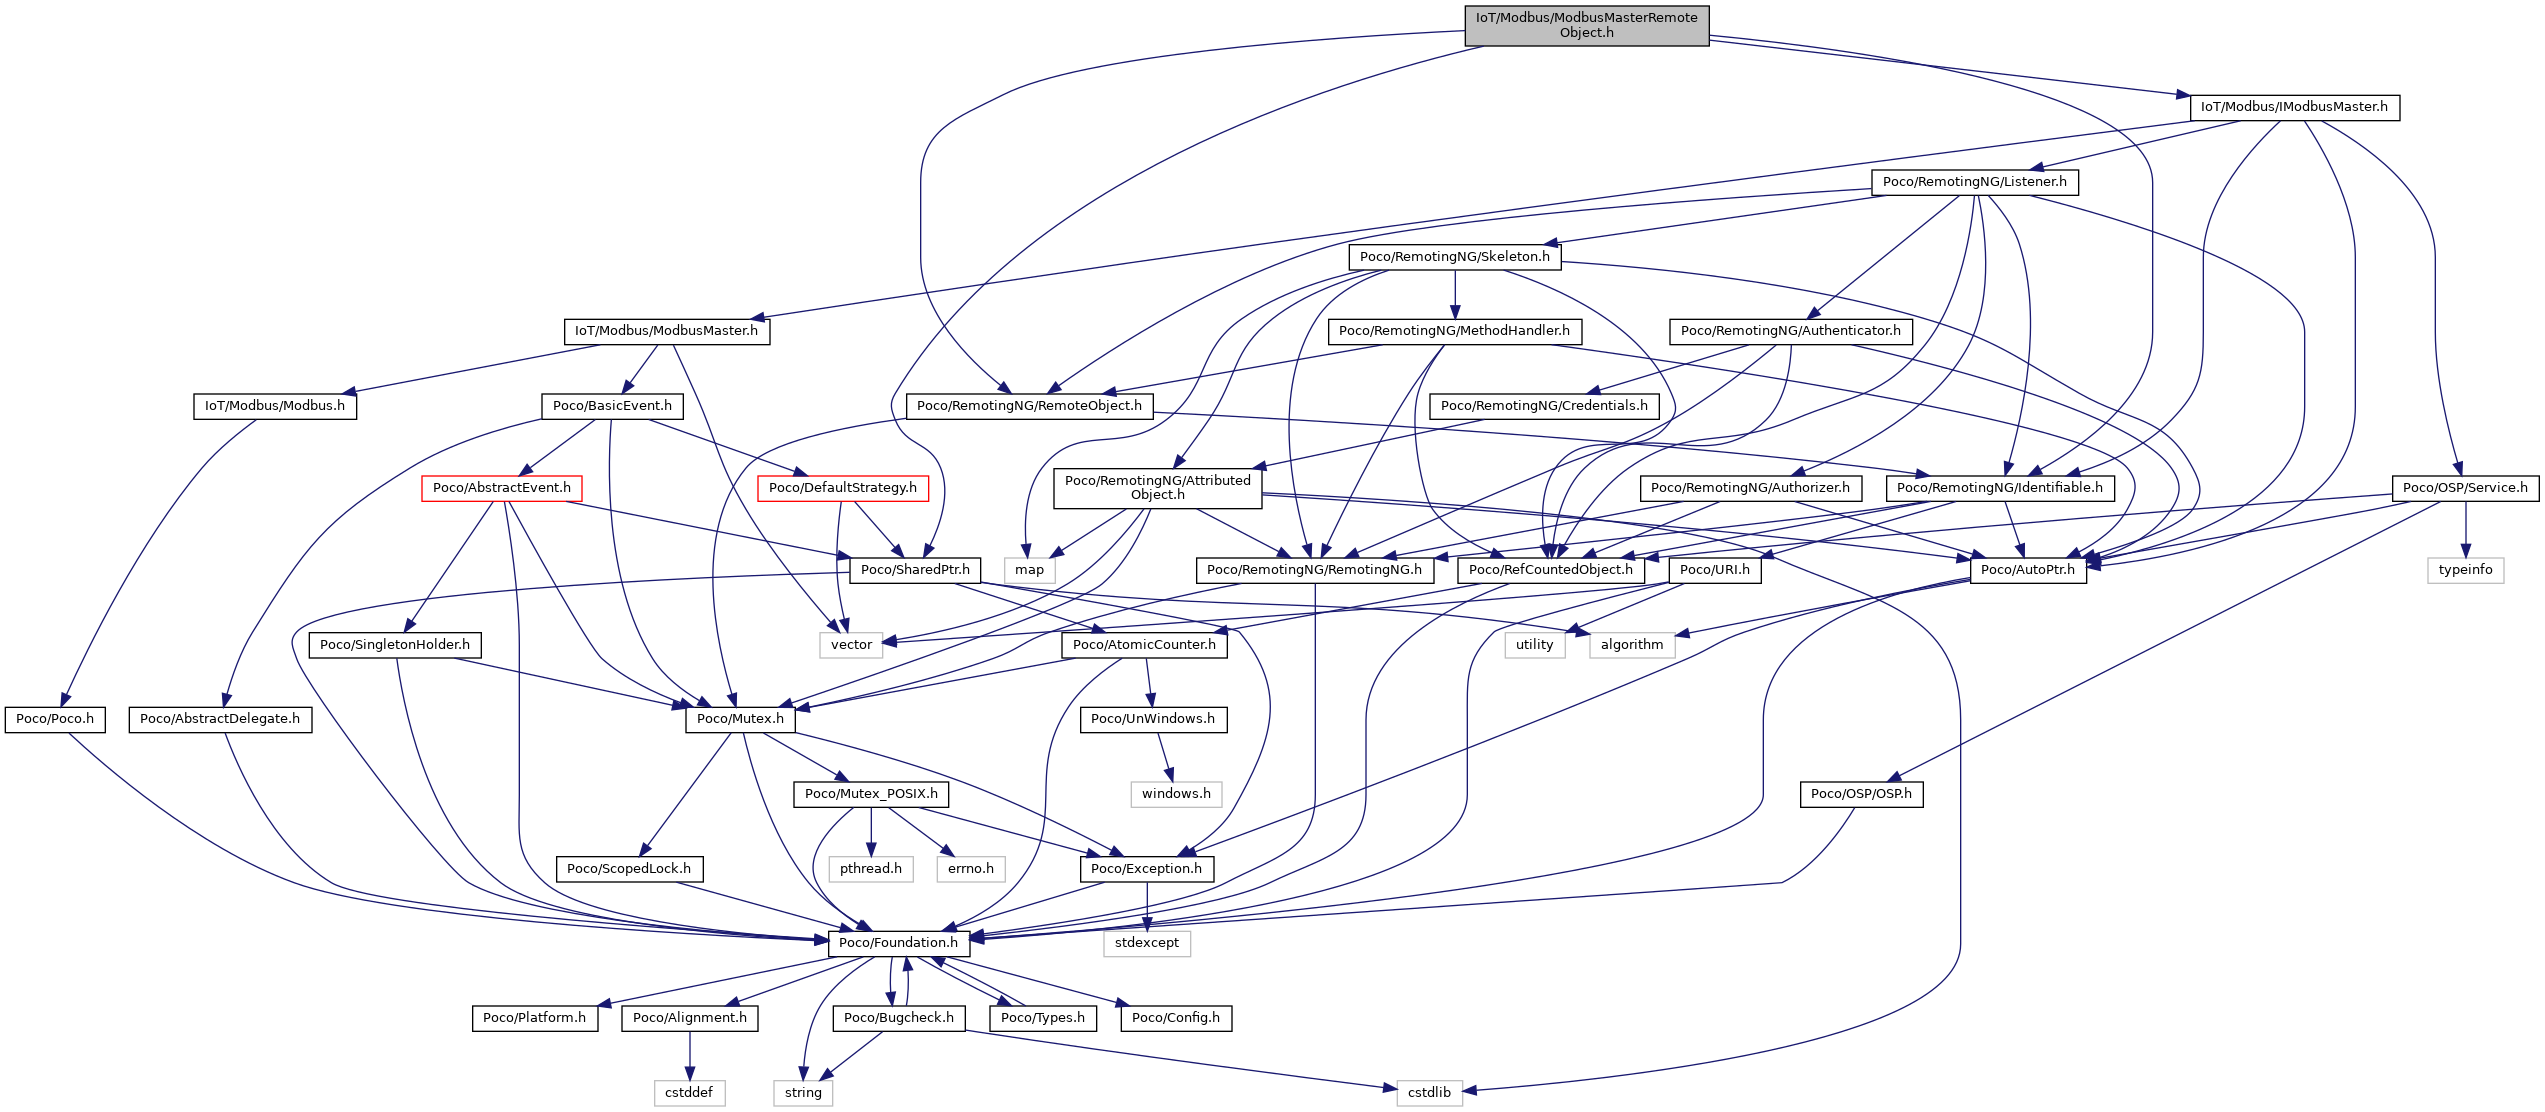 IoT/Modbus/ModbusMasterRemote
Object.h
IoT/Modbus/IModbusMaster.h
Poco/RemotingNG/Listener.h
Poco/RemotingNG/Skeleton.h
IoT/Modbus/ModbusMaster.h
Poco/RemotingNG/MethodHandler.h
Poco/RemotingNG/Authenticator.h
IoT/Modbus/Modbus.h
Poco/BasicEvent.h
Poco/RemotingNG/RemoteObject.h
Poco/RemotingNG/Credentials.h
Poco/AbstractEvent.h
Poco/DefaultStrategy.h
Poco/RemotingNG/Attributed
Object.h
Poco/RemotingNG/Authorizer.h
Poco/RemotingNG/Identifiable.h
Poco/OSP/Service.h
Poco/SharedPtr.h
map
Poco/RemotingNG/RemotingNG.h
Poco/RefCountedObject.h
Poco/URI.h
Poco/AutoPtr.h
typeinfo
Poco/SingletonHolder.h
vector
Poco/AtomicCounter.h
utility
algorithm
Poco/Poco.h
Poco/AbstractDelegate.h
Poco/Mutex.h
Poco/UnWindows.h
Poco/Mutex_POSIX.h
windows.h
Poco/OSP/OSP.h
Poco/ScopedLock.h
pthread.h
errno.h
Poco/Exception.h
Poco/Foundation.h
stdexcept
Poco/Platform.h
Poco/Alignment.h
Poco/Bugcheck.h
Poco/Types.h
Poco/Config.h
cstddef
string
cstdlib